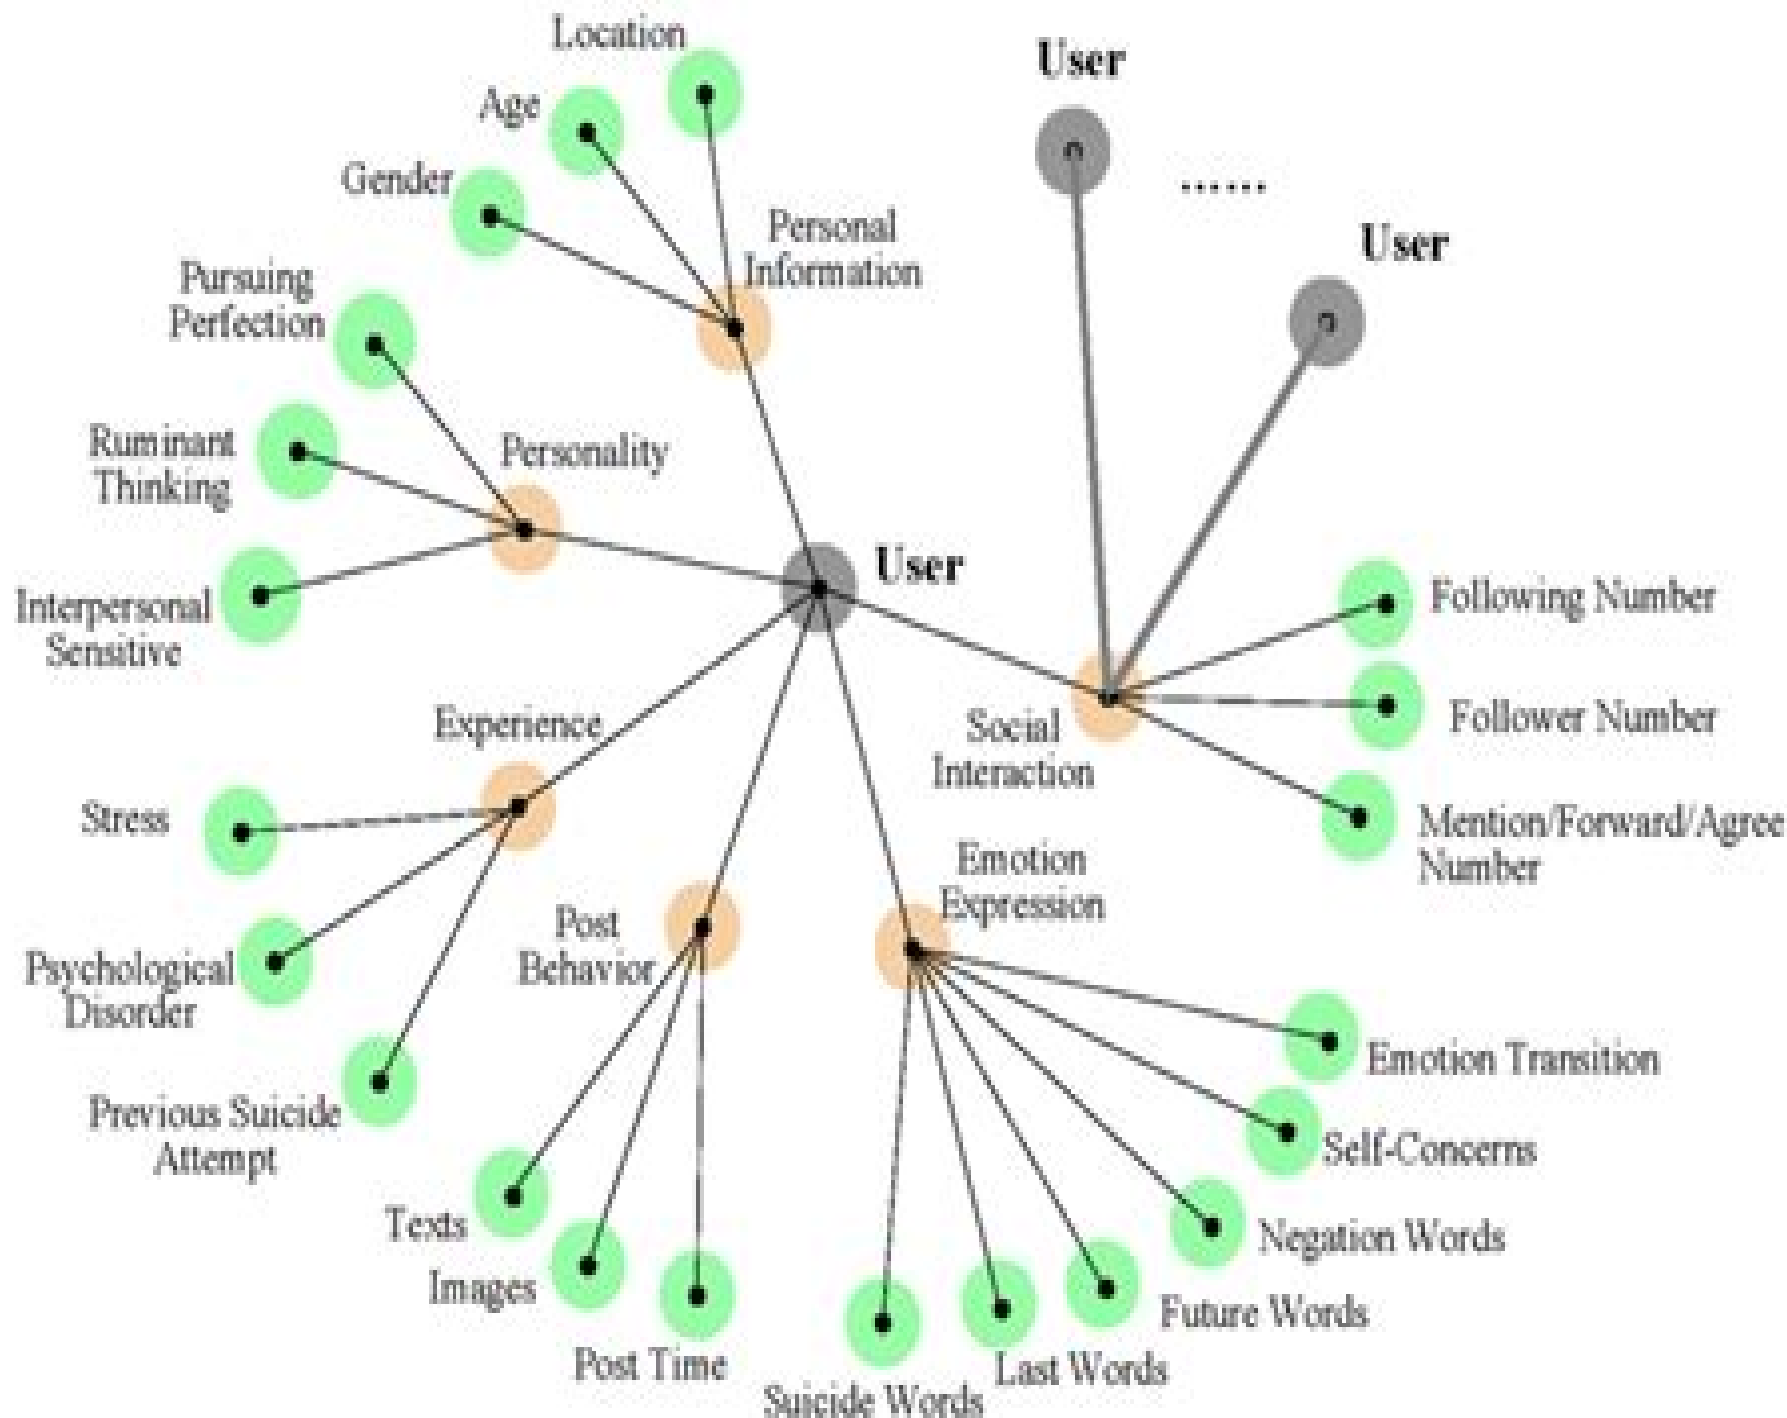 Location
User
Age
Gender
......
Personal
Information
User
Pursuing
Perfection
Ruminant
Thinking
Personality
User
Interpersonal
Sensitive
Following Number
Follower Number
Social
Interaction
Experience
Stress
Mention/Forward/Agree
Number
Emotion
Expression
Post
Behavior
Psychological
Disorder
Emotion Transition
Previous Suicide
Attempt
Self-Concerns
Texts
Negation Words
Images
Future Words
Post Time
Last Words
Suicide Words